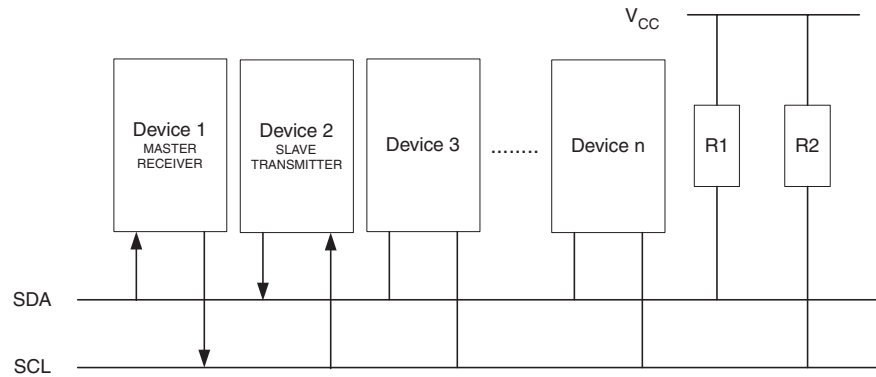 V_CC
Device 1
MASTER
RECEIVER
Device 2
SLAVE
TRANSMITTER
Device 3
........
Device n
R1
R2
SDA
SCL